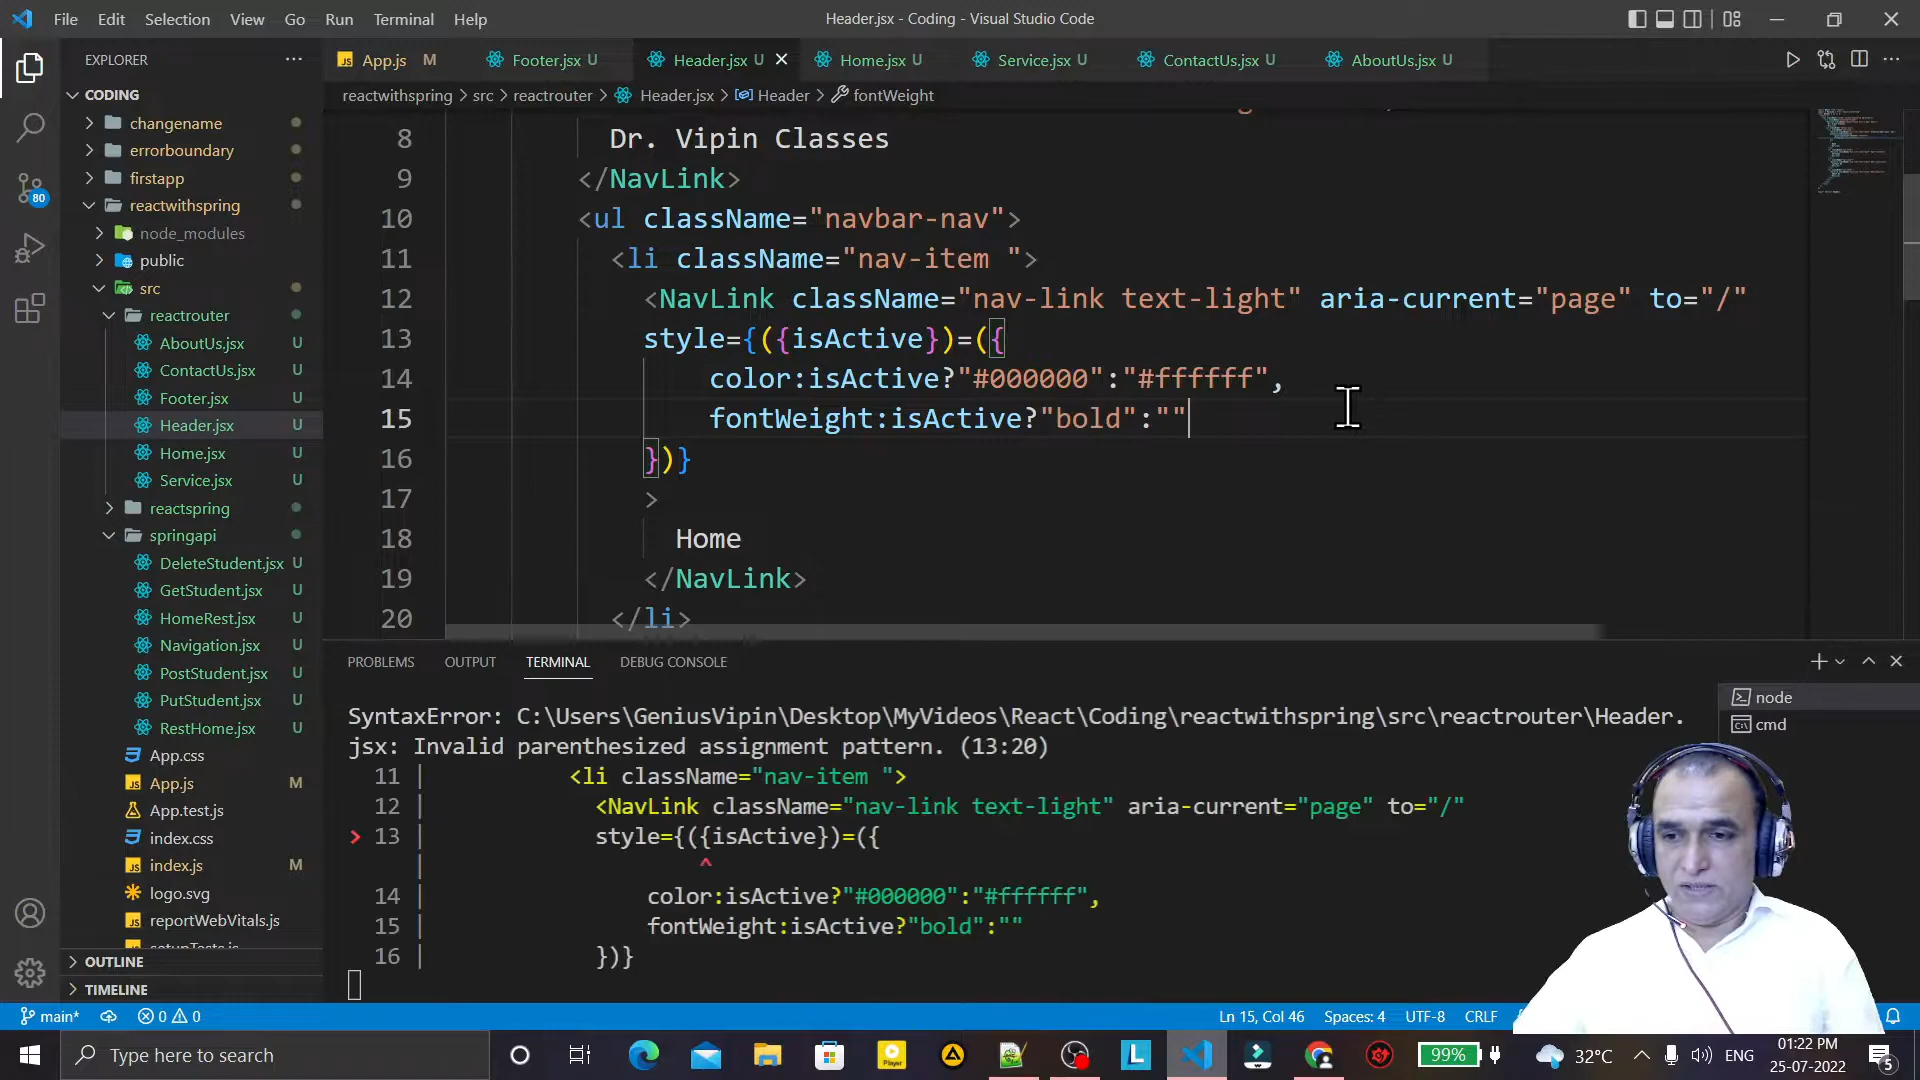 File Edit Selection View Go Run Terminal Help
Header.jsx - Coding - Visual Studio Code
EXPLORER
App.js M
Footer.jsx U
Header.jsx U
Home.jsx U
Service.jsx U
ContactUs.jsx U
AboutUs.jsx U
reactwithspring > src > reactrouter > Header.jsx > Header > fontWeight
CODING
changename
errorboundary
firstapp
reactwithspring
node_modules
public
src
reactrouter
AboutUs.jsx U
ContactUs.jsx U
Footer.jsx U
Header.jsx U
Home.jsx U
Service.jsx U
reactspring
springapi
DeleteStudent.jsx U
GetStudent.jsx U
HomeRest.jsx U
Navigation.jsx U
PostStudent.jsx U
PutStudent.jsx U
RestHome.jsx U
App.css
App.js M
App.test.js
index.css
index.js M
logo.svg
reportWebVitals.js
setupTests.js
OUTLINE
TIMELINE
80
8 Dr. Vipin Classes
9 </NavLink>
10 <ul className="navbar-nav">
11 <li className="nav-item ">
12 <NavLink className="nav-link text-light" aria-current="page" to="/"
13 style={({isActive})=({
14 color:isActive?"#000000":"#ffffff",
15 fontWeight:isActive?"bold":""
16 })}
17 >
18 Home
19 </NavLink>
20 </li>
PROBLEMS OUTPUT TERMINAL DEBUG CONSOLE
node
cmd
SyntaxError: C:\Users\GeniusVipin\Desktop\MyVideos\React\Coding\reactwithspring\src\reactrouter\Header.
jsx: Invalid parenthesized assignment pattern. (13:20)
11 | <li className="nav-item ">
12 | <NavLink className="nav-link text-light" aria-current="page" to="/"
> 13 | style={({isActive})=({
| ^
14 | color:isActive?"#000000":"#ffffff",
15 | fontWeight:isActive?"bold":""
16 | })}
main* 0 0
Ln 15, Col 46 Spaces: 4 UTF-8 CRLF
Type here to search
Player
L
99%
32°C
ENG
01:22 PM
25-07-2022
5